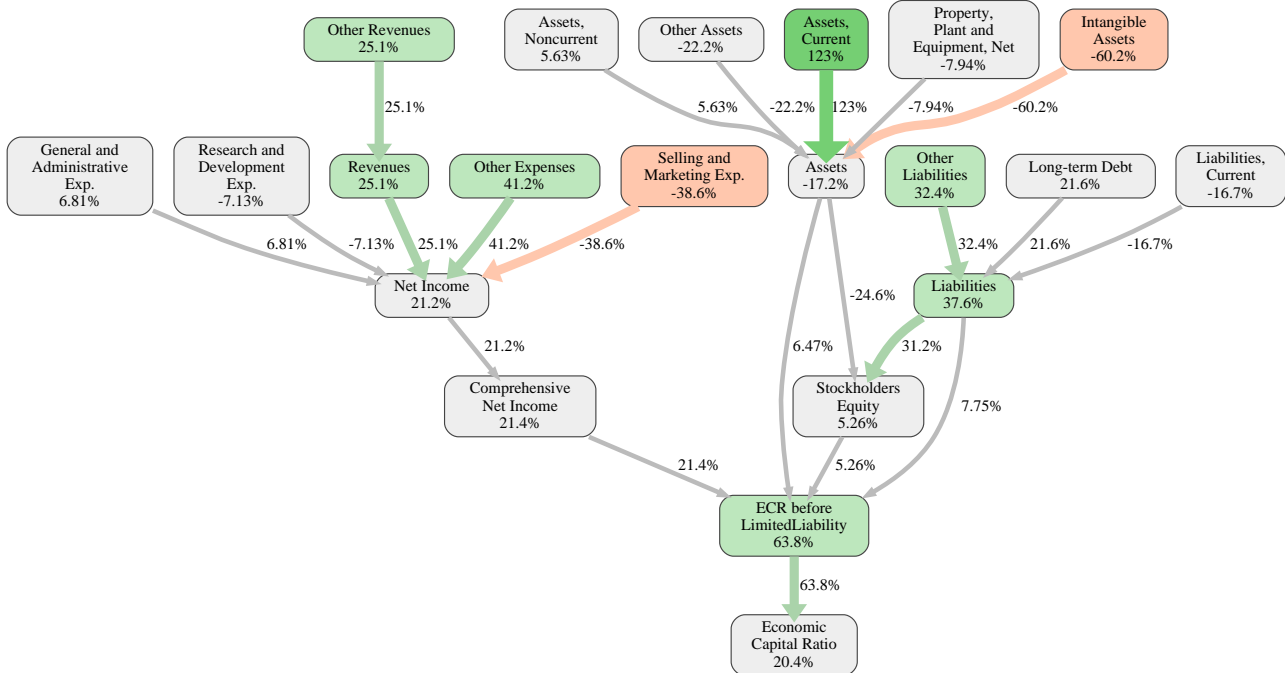 Other Revenues
25.1%
Assets,
Noncurrent
5.63%
Other Assets
-22.2%
Assets,
Current
123%
Property,
Plant and
Equipment, Net
-7.94%
Intangible
Assets
-60.2%
25.1%
5.63%
-22.2%
123%
-7.94%
-60.2%
General and
Administrative
Exp.
6.81%
Research and
Development
Exp.
-7.13%
Revenues
25.1%
Other Expenses
41.2%
Selling and
Marketing Exp.
-38.6%
Assets
-17.2%
Other
Liabilities
32.4%
Long-term Debt
21.6%
Liabilities,
Current
-16.7%
6.81%
-7.13%
25.1%
41.2%
-38.6%
32.4%
21.6%
-16.7%
Net Income
21.2%
Liabilities
37.6%
-24.6%
21.2%
6.47%
31.2%
7.75%
Comprehensive
Net Income
21.4%
Stockholders
Equity
5.26%
21.4%
5.26%
ECR before
LimitedLiability
63.8%
63.8%
Economic
Capital Ratio
20.4%